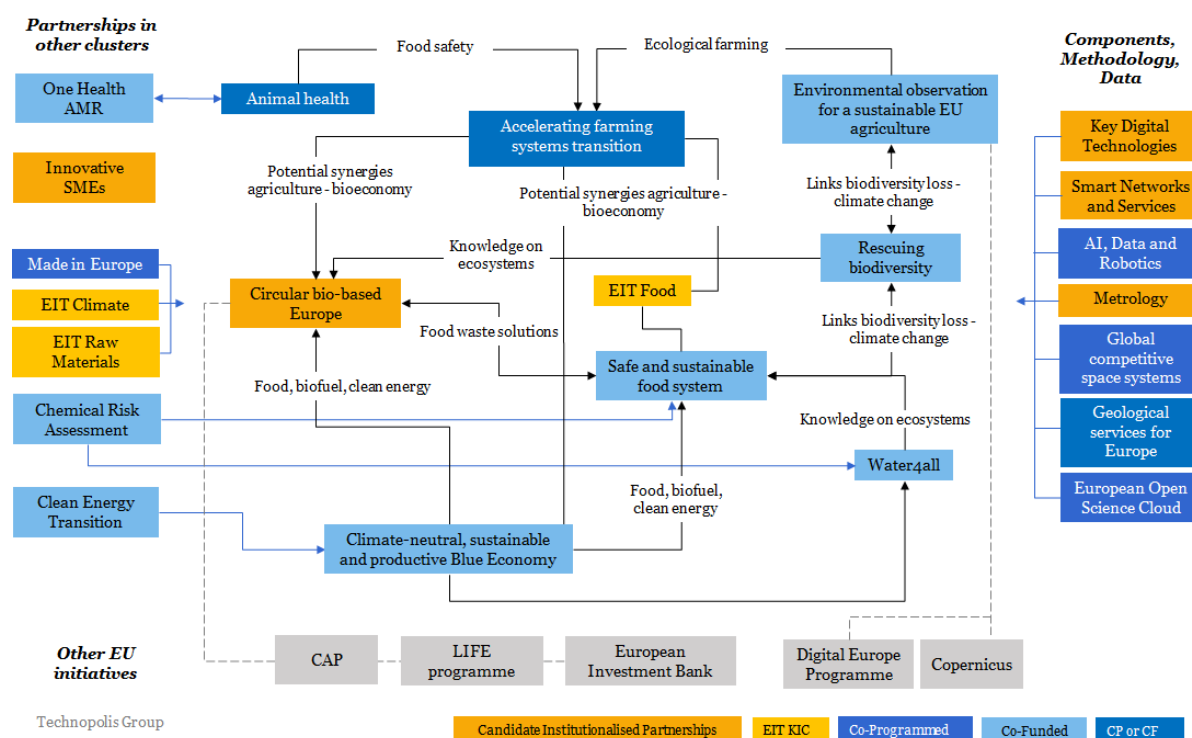 Partnerships in
other clusters
One Health
AMR
Innovative
SMEs
Made in Europe
EIT Climate
EIT Raw
Materials
Chemical Risk
Assessment
Clean Energy
Transition
Food safety
Ecological farming
Animal health
Accelerating farming
systems transition
Environmental observation
for a sustainable EU
agriculture
Potential synergies
agriculture - bioeconomy
Potential synergies agriculture -
bioeconomy
Links biodiversity loss -
climate change
Knowledge on
ecosystems
Rescuing
biodiversity
Circular bio-based
Europe
EIT Food
Food waste solutions
Links biodiversity loss -
climate change
Food, biofuel, clean energy
Safe and sustainable
food system
Knowledge on ecosystems
Water4all
Food, biofuel,
clean energy
Climate-neutral, sustainable
and productive Blue Economy
Components,
Methodology,
Data
Key Digital
Technologies
Smart Networks
and Services
AI, Data and
Robotics
Metrology
Global
competitive
space systems
Geological
services for
Europe
European Open
Science Cloud
Other EU
initiatives
CAP
LIFE
programme
European
Investment Bank
Digital Europe
Programme
Copernicus
Technopolis Group
Candidate Institutionalised Partnerships
EIT KIC
Co-Programmed
Co-Funded
CP or CF